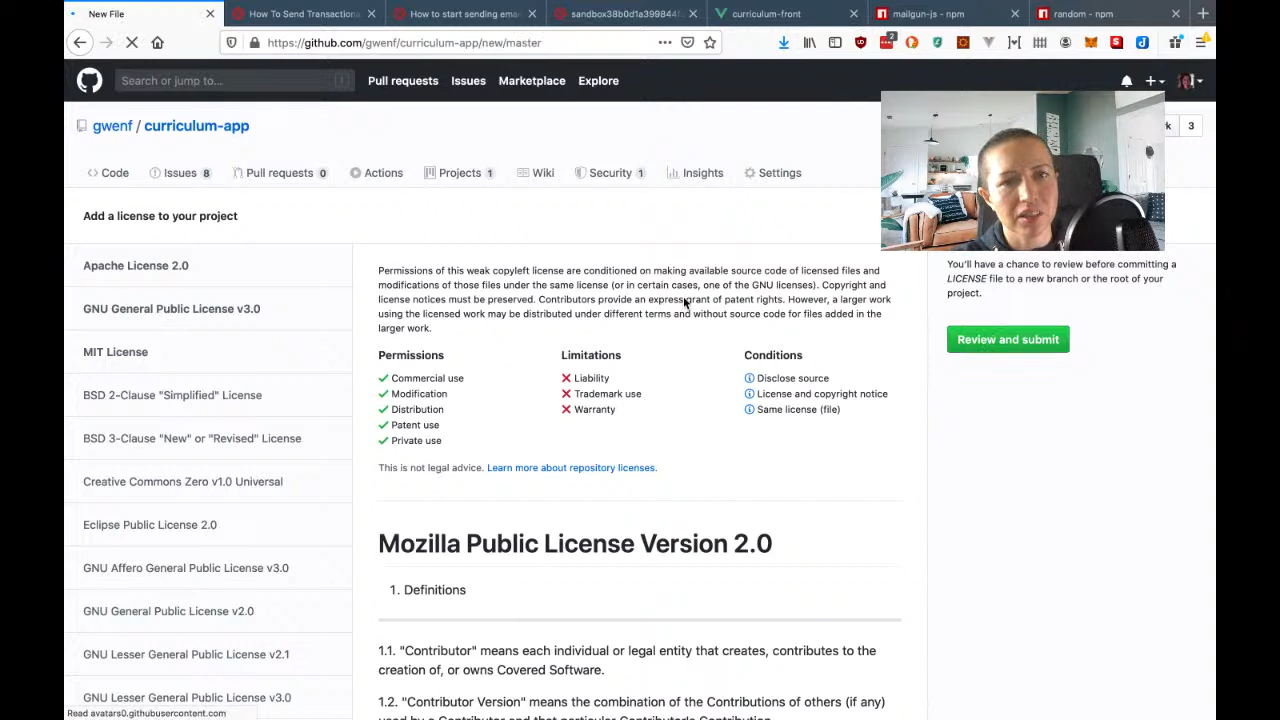 New File
How To Send Transactiona
How to start sending emai
sandbox38b0d1a399844f
curriculum-front
mailgun-js - npm
random - npm
https://github.com/gwenf/curriculum-app/new/master
2
Search or jump to...
Pull requests
Issues
Marketplace
Explore
gwenf / curriculum-app
3
Code
Issues 8
Pull requests 0
Actions
Projects 1
Wiki
Security 1
Insights
Settings
Add a license to your project
Apache License 2.0
GNU General Public License v3.0
MIT License
BSD 2-Clause "Simplified" License
BSD 3-Clause "New" or "Revised" License
Creative Commons Zero v1.0 Universal
Eclipse Public License 2.0
GNU Affero General Public License v3.0
GNU General Public License v2.0
GNU Lesser General Public License v2.1
GNU Lesser General Public License v3.0
Read avatars0.githubusercontent.com
Permissions of this weak copyleft license are conditioned on making available source code of licensed files and
modifications of those files under the same license (or in certain cases, one of the GNU licenses). Copyright and
license notices must be preserved. Contributors provide an express grant of patent rights. However, a larger work
using the licensed work may be distributed under different terms and without source code for files added in the
larger work.
Permissions
Commercial use
Modification
Distribution
Patent use
Private use
Limitations
Liability
Trademark use
Warranty
Conditions
Disclose source
License and copyright notice
Same license (file)
This is not legal advice. Learn more about repository licenses.
Mozilla Public License Version 2.0
1. Definitions
1.1. "Contributor" means each individual or legal entity that creates, contributes to the
creation of, or owns Covered Software.
1.2. "Contributor Version" means the combination of the Contributions of others (if any)
used by a Contributor and that particular Contributor's Contribution.
You'll have a chance to review before committing a
LICENSE file to a new branch or the root of your
project.
Review and submit